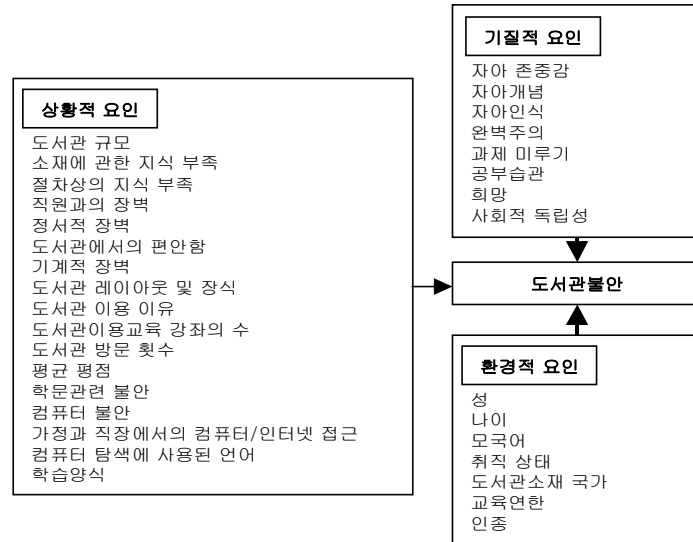 기질적 요인
자아 존중감
자아개념
자아인식
완벽주의
과제 미루기
공부습관
희망
사회적 독립성
상황적 요인
도서관 규모
소재에 관한 지식 부족
절차상의 지식 부족
직원과의 장벽
정서적 장벽
도서관에서의 편안함
기계적 장벽
도서관 레이아웃 및 장식
도서관 이용 이유
도서관이용교육 강좌의 수
도서관 방문 횟수
평균 평점
학문관련 불안
컴퓨터 불안
가정과 직장에서의 컴퓨터/인터넷 접근
컴퓨터 탐색에 사용된 언어
학습양식
도서관불안
환경적 요인
성
나이
모국어
취직 상태
도서관소재 국가
교육연한
인종